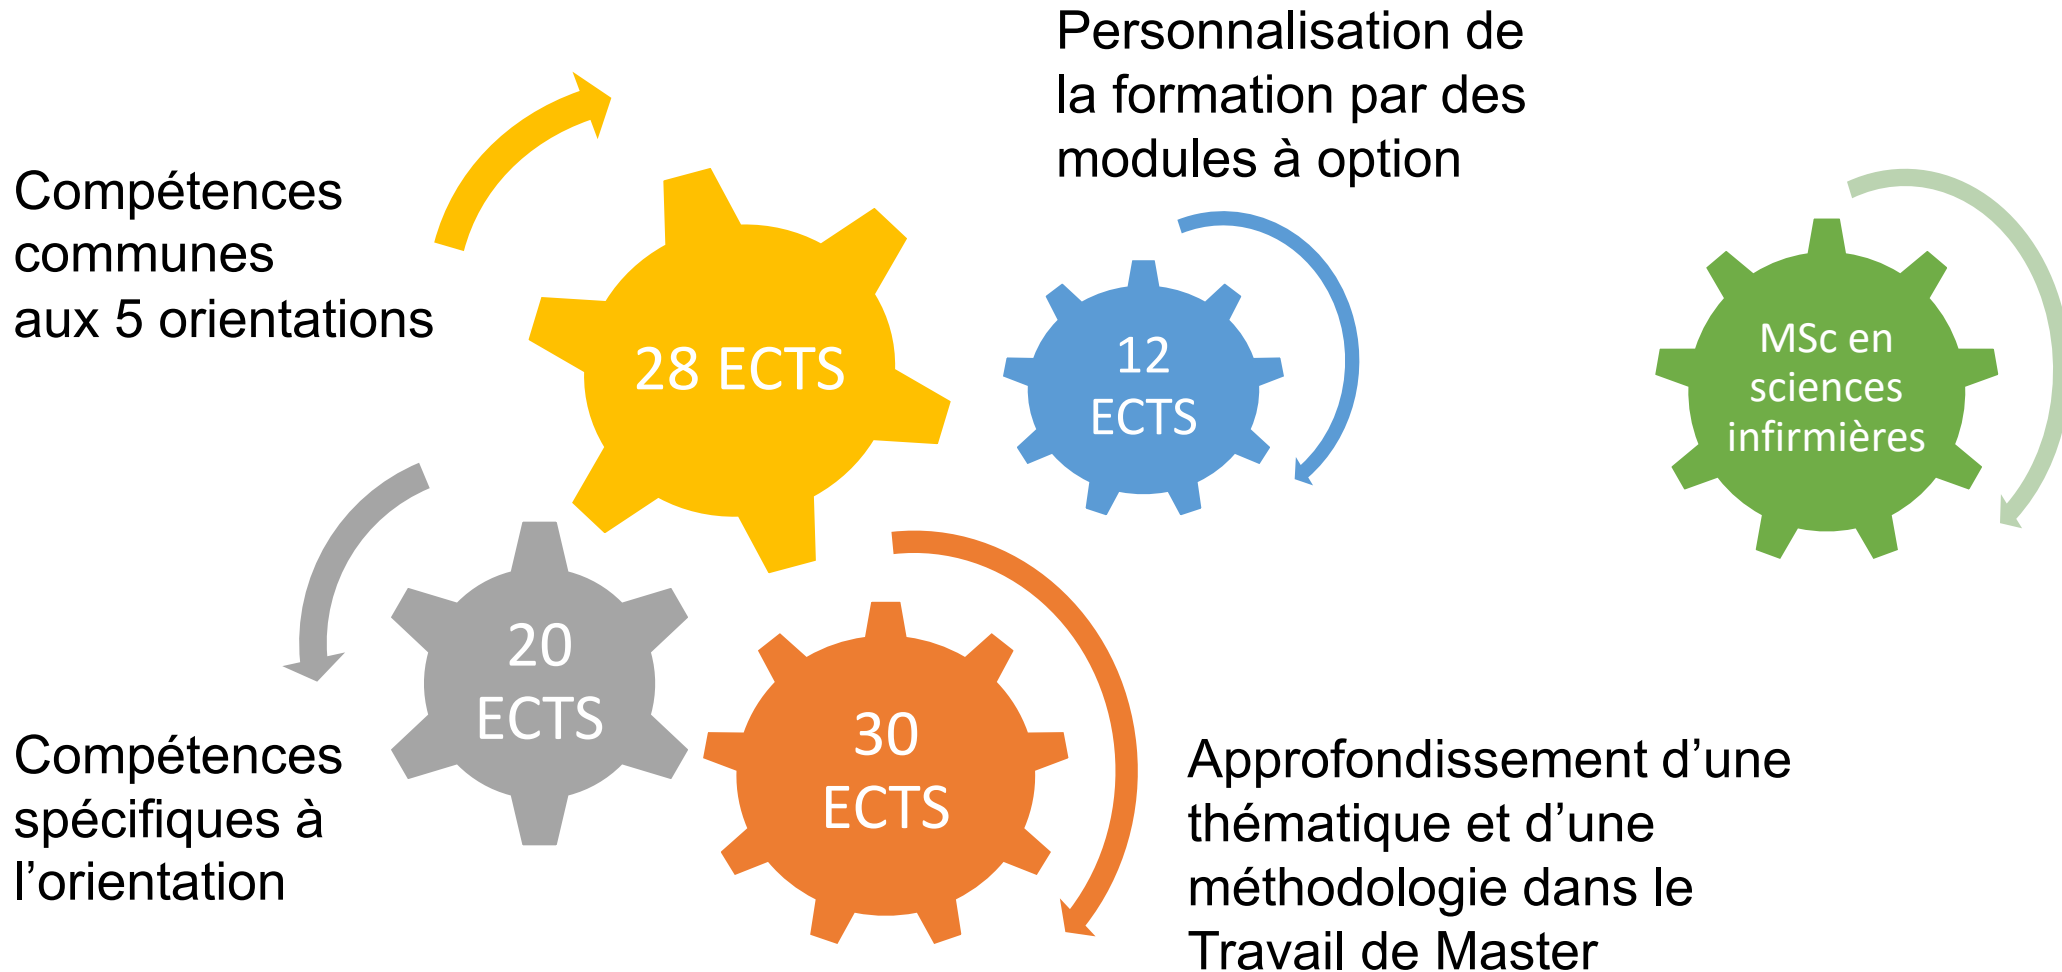 Personnalisation de
la formation par des
modules à option
Compétences
communes
aux 5 orientations
28 ECTS
12
ECTS
MSc en
sciences
infirmières
20
ECTS
30
ECTS
Compétences
spécifiques à
l’orientation
Approfondissement d’une
thématique et d’une
méthodologie dans le
Travail de Master